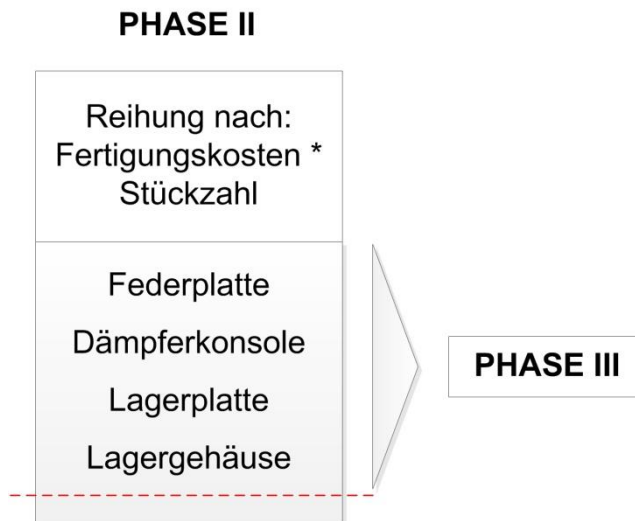 PHASE II
Reihung nach:
Fertigungskosten *
Stückzahl
Federplatte
Dämpferkonsole
Lagerplatte
Lagergehäuse
PHASE III